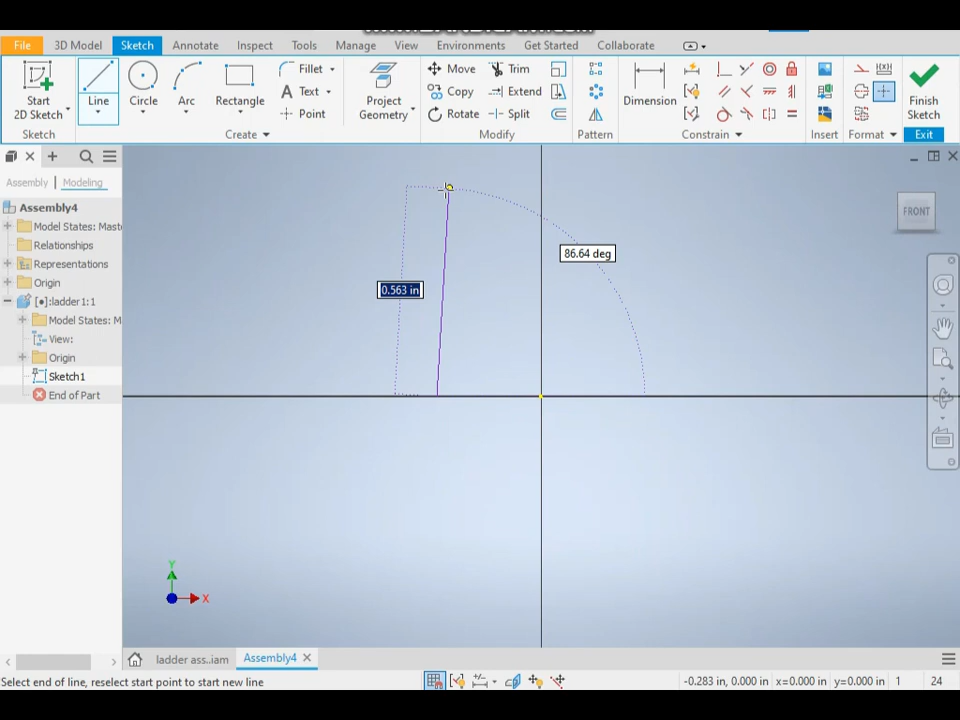 File 3D Model Sketch Annotate Inspect Tools Manage View Environments Get Started Collaborate
Start 2D Sketch
Line
Circle
Arc
Rectangle
Fillet
Text
Point
Project Geometry
Move
Copy
Rotate
Trim
Extend
Split
Dimension
Finish Sketch
Sketch Create Modify Pattern Constrain Insert Format Exit
Assembly | Modeling
Assembly4
Model States: Mast
Relationships
Representations
Origin
[●]:ladder1:1
Model States: M
View:
Origin
Sketch1
End of Part
FRONT
86.64 deg
0.563 in
Y
X
ladder ass..iam Assembly4
Select end of line, reselect start point to start new line
-0.283 in, 0.000 in x=0.000 in y=0.000 in 1 24